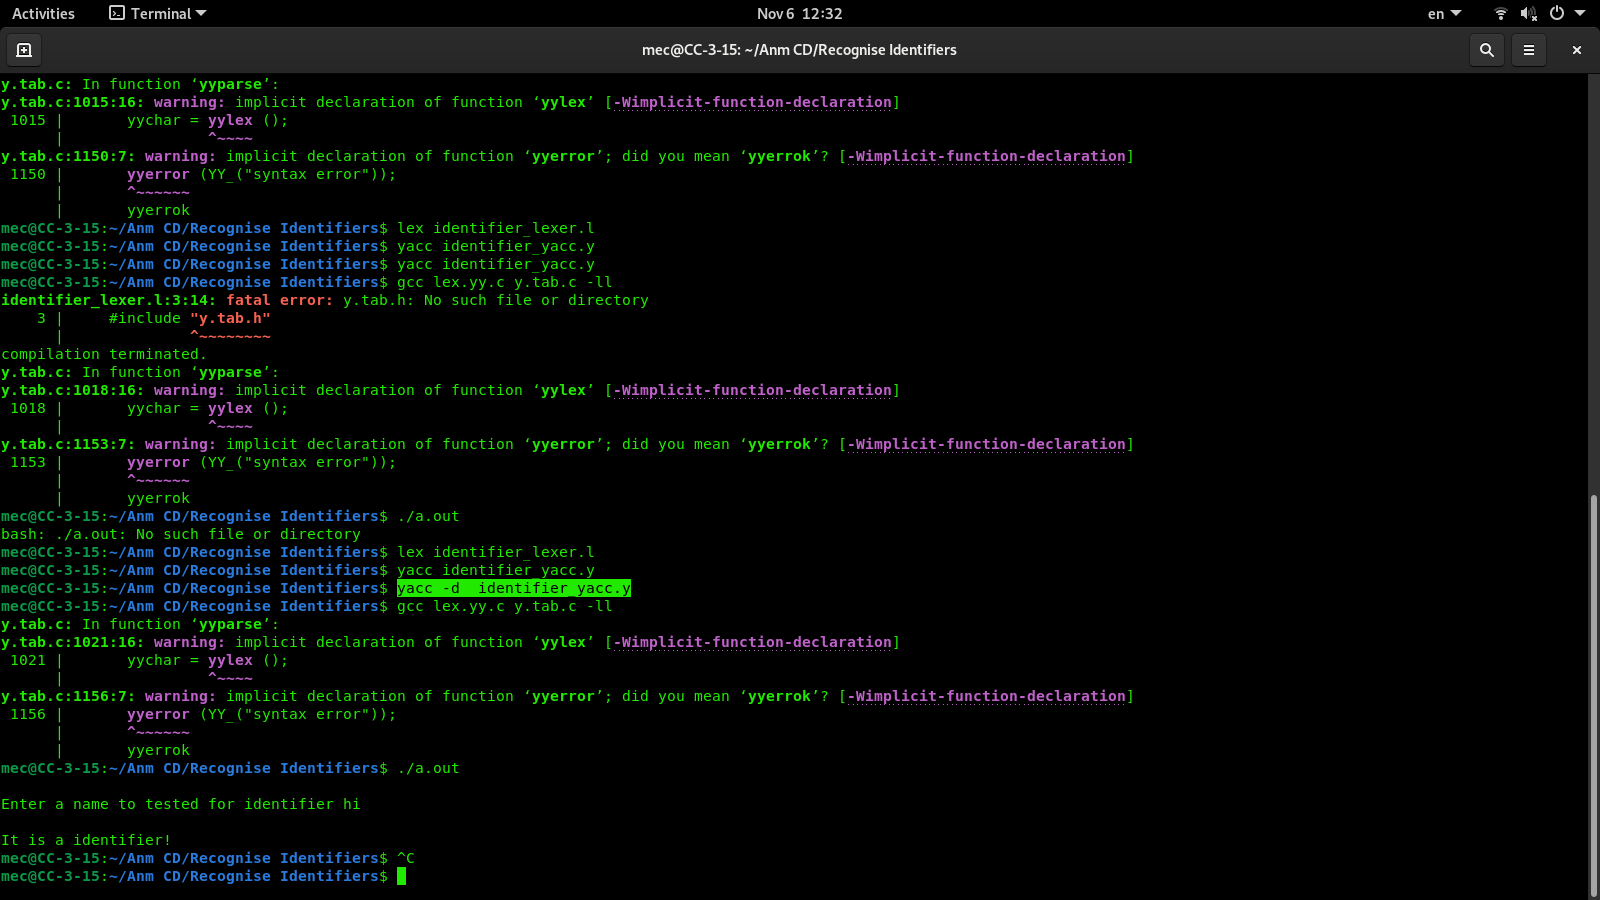 Activities Terminal Nov 6 12:32 en
mec@CC-3-15: ~/Anm CD/Recognise Identifiers
y.tab.c: In function ‘yyparse’:
y.tab.c:1015:16: warning: implicit declaration of function ‘yylex’ [-Wimplicit-function-declaration]
 1015 |       yychar = yylex ();
      |                ^~~~~
y.tab.c:1150:7: warning: implicit declaration of function ‘yyerror’; did you mean ‘yyerrok’? [-Wimplicit-function-declaration]
 1150 |       yyerror (YY_("syntax error"));
      |       ^~~~~~~
      |       yyerrok
mec@CC-3-15:~/Anm CD/Recognise Identifiers$ lex identifier_lexer.l
mec@CC-3-15:~/Anm CD/Recognise Identifiers$ yacc identifier_yacc.y
mec@CC-3-15:~/Anm CD/Recognise Identifiers$ yacc identifier_yacc.y
mec@CC-3-15:~/Anm CD/Recognise Identifiers$ gcc lex.yy.c y.tab.c -ll
identifier_lexer.l:3:14: fatal error: y.tab.h: No such file or directory
    3 |     #include "y.tab.h"
      |              ^~~~~~~~~
compilation terminated.
y.tab.c: In function ‘yyparse’:
y.tab.c:1018:16: warning: implicit declaration of function ‘yylex’ [-Wimplicit-function-declaration]
 1018 |       yychar = yylex ();
      |                ^~~~~
y.tab.c:1153:7: warning: implicit declaration of function ‘yyerror’; did you mean ‘yyerrok’? [-Wimplicit-function-declaration]
 1153 |       yyerror (YY_("syntax error"));
      |       ^~~~~~~
      |       yyerrok
mec@CC-3-15:~/Anm CD/Recognise Identifiers$ ./a.out
bash: ./a.out: No such file or directory
mec@CC-3-15:~/Anm CD/Recognise Identifiers$ lex identifier_lexer.l
mec@CC-3-15:~/Anm CD/Recognise Identifiers$ yacc identifier_yacc.y
mec@CC-3-15:~/Anm CD/Recognise Identifiers$ yacc -d  identifier_yacc.y
mec@CC-3-15:~/Anm CD/Recognise Identifiers$ gcc lex.yy.c y.tab.c -ll
y.tab.c: In function ‘yyparse’:
y.tab.c:1021:16: warning: implicit declaration of function ‘yylex’ [-Wimplicit-function-declaration]
 1021 |       yychar = yylex ();
      |                ^~~~~
y.tab.c:1156:7: warning: implicit declaration of function ‘yyerror’; did you mean ‘yyerrok’? [-Wimplicit-function-declaration]
 1156 |       yyerror (YY_("syntax error"));
      |       ^~~~~~~
      |       yyerrok
mec@CC-3-15:~/Anm CD/Recognise Identifiers$ ./a.out
Enter a name to tested for identifier hi
It is a identifier!
mec@CC-3-15:~/Anm CD/Recognise Identifiers$ ^C
mec@CC-3-15:~/Anm CD/Recognise Identifiers$